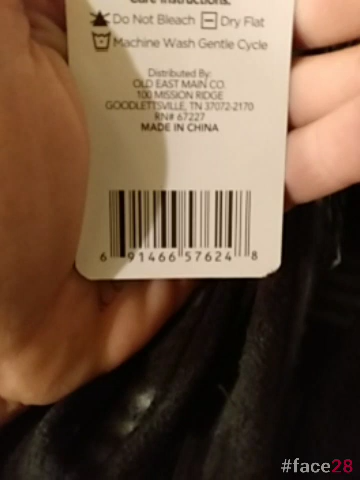 Care Instructions:
Do Not Bleach Dry Flat
Machine Wash Gentle Cycle
Distributed By:
OLD EAST MAIN CO.
100 MISSION RIDGE
GOODLETTSVILLE, TN 37072-2170
RN# 67227
MADE IN CHINA
6 91466 57624 8
#face28